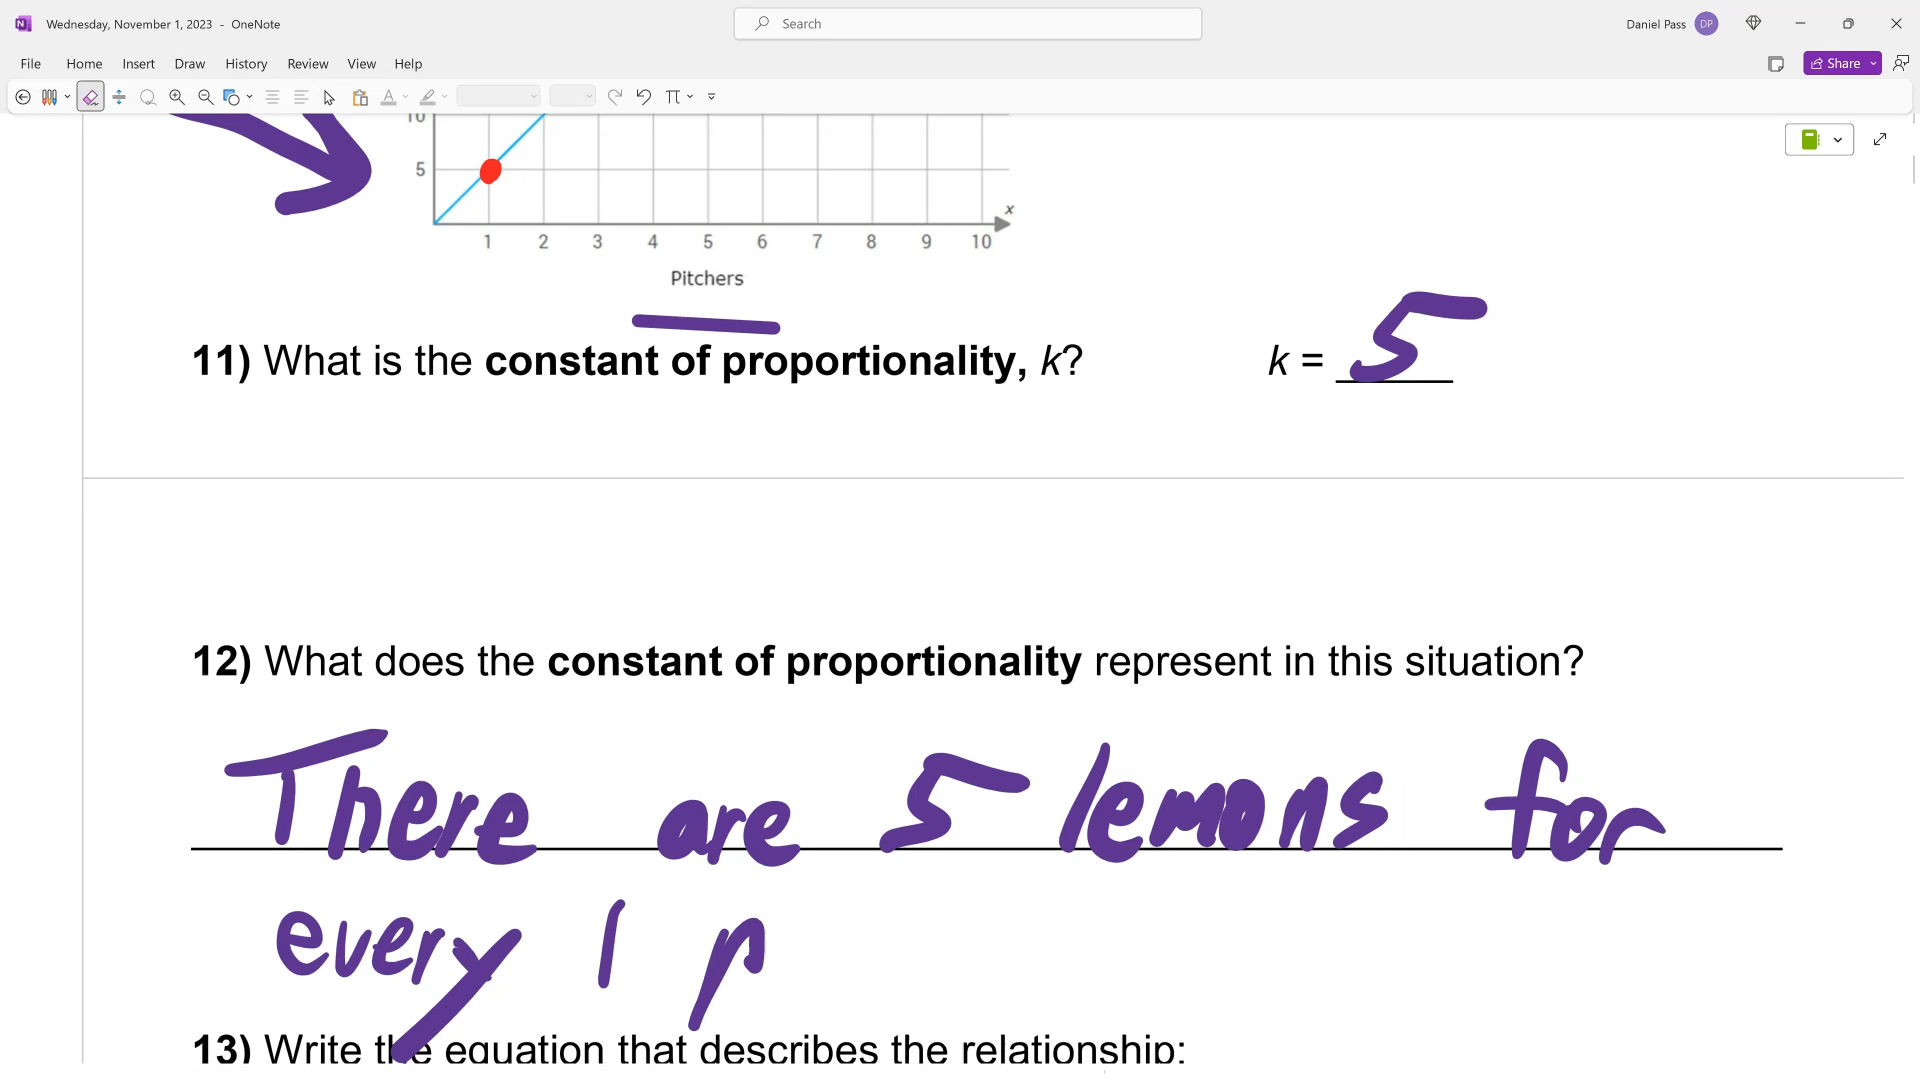 Wednesday, November 1, 2023 - OneNote
Search
Daniel Pass DP
File Home Insert Draw History Review View Help
Share
10
5
x
1 2 3 4 5 6 7 8 9 10
Pitchers
11) What is the constant of proportionality, k? k = 5
12) What does the constant of proportionality represent in this situation?
There are 5 lemons for
every 1 p
13) Write the equation that describes the relationship: